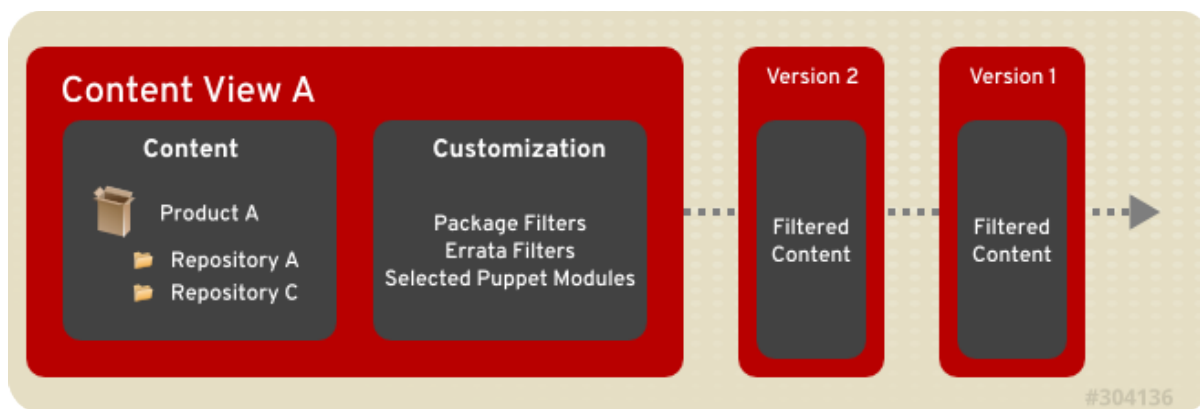 Content View A
Content
Product A
Repository A
Repository C
Customization
Package Filters
Errata Filters
Selected Puppet Modules
Version 2
Filtered
Content
Version 1
Filtered
Content
#304136